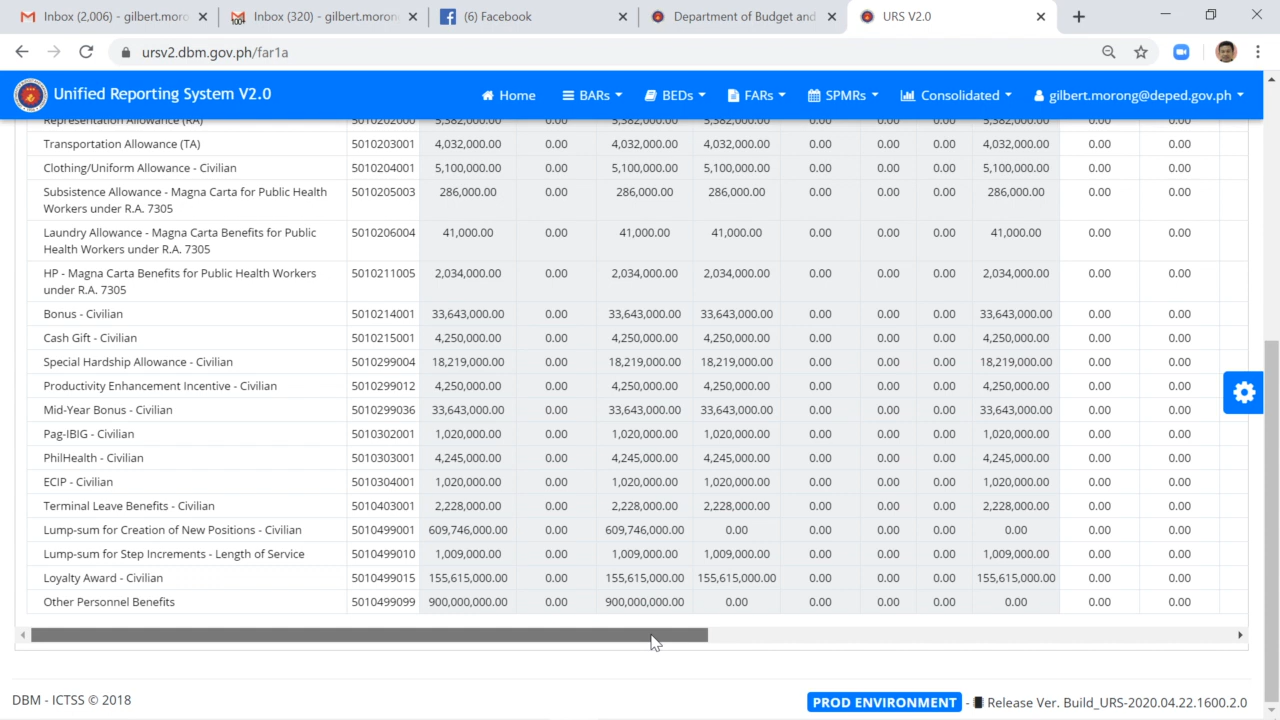 Inbox (2,006) - gilbert.moro
Inbox (320) - gilbert.moron
(6) Facebook
Department of Budget and
URS V2.0
ursv2.dbm.gov.ph/far1a
Unified Reporting System V2.0
Home BARs BEDs FARs SPMRs Consolidated gilbert.morong@deped.gov.ph
Representation Allowance (RA) 5010202000 5,382,000.00 0.00 5,382,000.00 5,382,000.00 0.00 0.00 0.00 5,382,000.00 0.00 0.00
Transportation Allowance (TA) 5010203001 4,032,000.00 0.00 4,032,000.00 4,032,000.00 0.00 0.00 0.00 4,032,000.00 0.00 0.00
Clothing/Uniform Allowance - Civilian 5010204001 5,100,000.00 0.00 5,100,000.00 5,100,000.00 0.00 0.00 0.00 5,100,000.00 0.00 0.00
Subsistence Allowance - Magna Carta for Public Health 5010205003 286,000.00 0.00 286,000.00 286,000.00 0.00 0.00 0.00 286,000.00 0.00 0.00
Workers under R.A. 7305
Laundry Allowance - Magna Carta Benefits for Public 5010206004 41,000.00 0.00 41,000.00 41,000.00 0.00 0.00 0.00 41,000.00 0.00 0.00
Health Workers under R.A. 7305
HP - Magna Carta Benefits for Public Health Workers 5010211005 2,034,000.00 0.00 2,034,000.00 2,034,000.00 0.00 0.00 0.00 2,034,000.00 0.00 0.00
under R.A. 7305
Bonus - Civilian 5010214001 33,643,000.00 0.00 33,643,000.00 33,643,000.00 0.00 0.00 0.00 33,643,000.00 0.00 0.00
Cash Gift - Civilian 5010215001 4,250,000.00 0.00 4,250,000.00 4,250,000.00 0.00 0.00 0.00 4,250,000.00 0.00 0.00
Special Hardship Allowance - Civilian 5010299004 18,219,000.00 0.00 18,219,000.00 18,219,000.00 0.00 0.00 0.00 18,219,000.00 0.00 0.00
Productivity Enhancement Incentive - Civilian 5010299012 4,250,000.00 0.00 4,250,000.00 4,250,000.00 0.00 0.00 0.00 4,250,000.00 0.00 0.00
Mid-Year Bonus - Civilian 5010299036 33,643,000.00 0.00 33,643,000.00 33,643,000.00 0.00 0.00 0.00 33,643,000.00 0.00 0.00
Pag-IBIG - Civilian 5010302001 1,020,000.00 0.00 1,020,000.00 1,020,000.00 0.00 0.00 0.00 1,020,000.00 0.00 0.00
PhilHealth - Civilian 5010303001 4,245,000.00 0.00 4,245,000.00 4,245,000.00 0.00 0.00 0.00 4,245,000.00 0.00 0.00
ECIP - Civilian 5010304001 1,020,000.00 0.00 1,020,000.00 1,020,000.00 0.00 0.00 0.00 1,020,000.00 0.00 0.00
Terminal Leave Benefits - Civilian 5010403001 2,228,000.00 0.00 2,228,000.00 2,228,000.00 0.00 0.00 0.00 2,228,000.00 0.00 0.00
Lump-sum for Creation of New Positions - Civilian 5010499001 609,746,000.00 0.00 609,746,000.00 0.00 0.00 0.00 0.00 0.00 0.00 0.00
Lump-sum for Step Increments - Length of Service 5010499010 1,009,000.00 0.00 1,009,000.00 1,009,000.00 0.00 0.00 0.00 1,009,000.00 0.00 0.00
Loyalty Award - Civilian 5010499015 155,615,000.00 0.00 155,615,000.00 155,615,000.00 0.00 0.00 0.00 155,615,000.00 0.00 0.00
Other Personnel Benefits 5010499099 900,000,000.00 0.00 900,000,000.00 0.00 0.00 0.00 0.00 0.00 0.00 0.00
DBM - ICTSS © 2018
PROD ENVIRONMENT - Release Ver. Build_URS-2020.04.22.1600.2.0